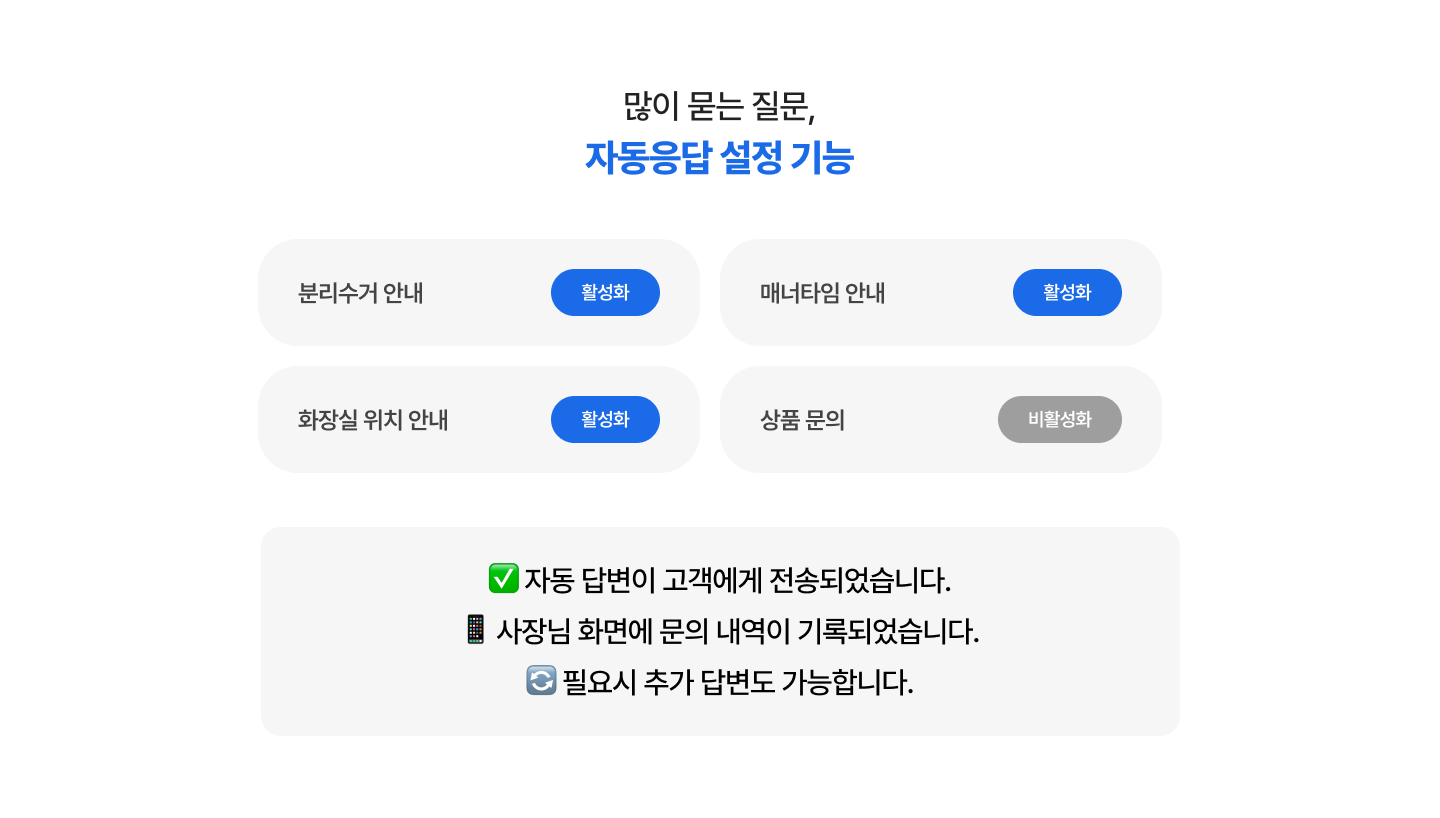 많이 묻는 질문,
자동응답 설정 기능
분리수거 안내 활성화
매너타임 안내 활성화
화장실 위치 안내 활성화
상품 문의 비활성화
✅ 자동 답변이 고객에게 전송되었습니다.
📱 사장님 화면에 문의 내역이 기록되었습니다.
🔄 필요시 추가 답변도 가능합니다.